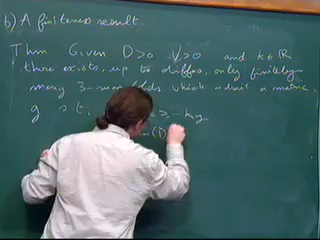 b) A finiteness result.
Thm Given D>0, V>0 and k∈ℝ
there exists, up to diffeo, only finitely
many 3-manifolds which admit a metric
g s.t. ≥ -kg
(D)